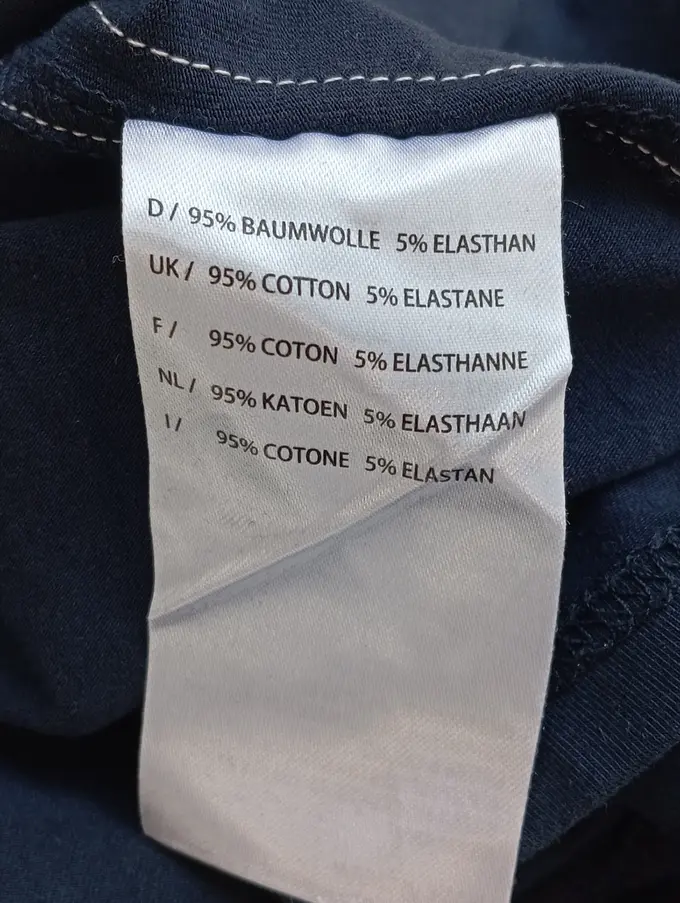 D / 95% BAUMWOLLE 5% ELASTHAN
UK / 95% COTTON 5% ELASTANE
F / 95% COTON 5% ELASTHANNE
NL / 95% KATOEN 5% ELASTHAAN
I / 95% COTONE 5% ELASTAN